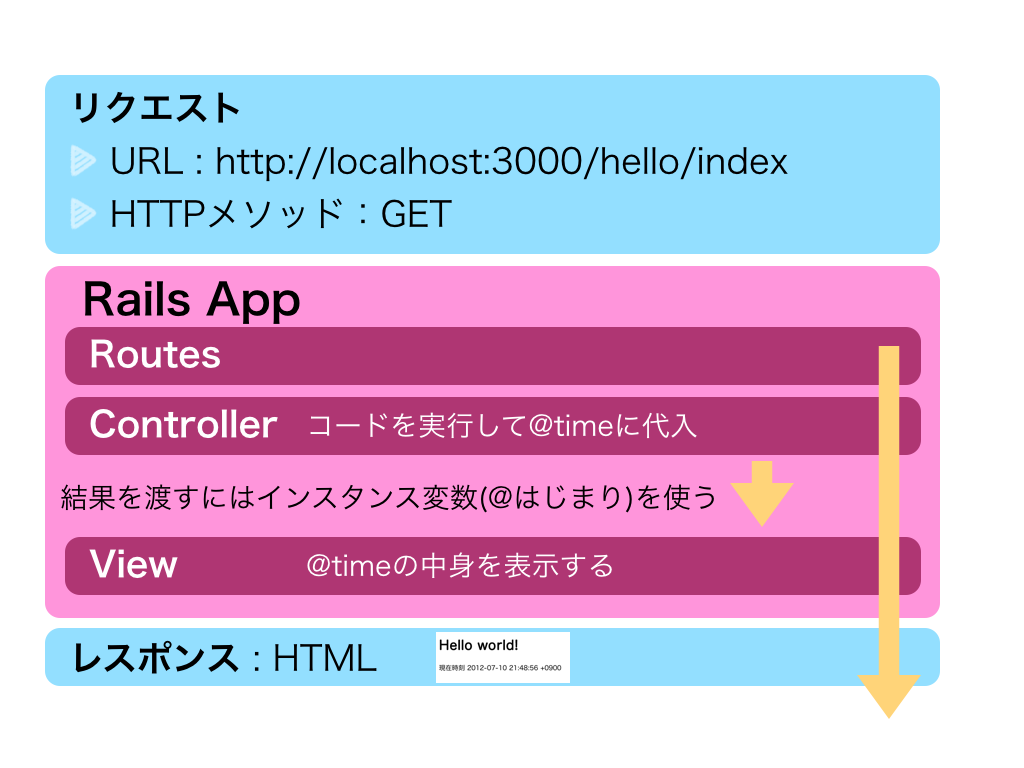 リクエスト
URL : http://localhost:3000/hello/index
HTTPメソッド：GET
Rails App
Routes
Controller コードを実行して@timeに代入
結果を渡すにはインスタンス変数(@はじまり)を使う
View @timeの中身を表示する
レスポンス : HTML
Hello world!
現在時刻 2012-07-10 21:48:56 +0900